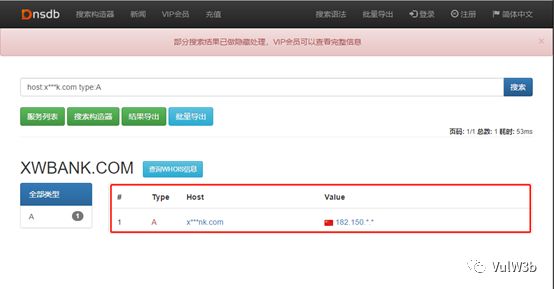 Dnsdb 搜索构造器 新闻 VIP会员 充值 搜索语法 批量导出 登录 注册 简体中文
部分搜索结果已做隐藏处理，VIP会员可以查看完整信息 ×
host:x***k.com type:A 搜索
服务列表 搜索构造器 结果导出 批量导出
页码: 1/1 总数: 1 耗时: 53ms
XWBANK.COM 查询WHOIS信息
全部类型
A 1
# Type Host Value
1 A x***nk.com 182.150.*.*
VulW3b